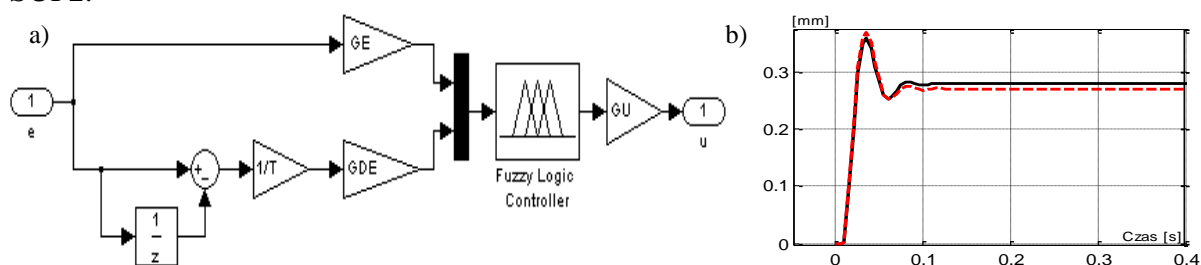 a)
GE
1
e
1/T
GDE
1
z
+
-
Fuzzy Logic
Controller
GU
1
u
b)
[mm]
0.3
0.2
0.1
0
Czas [s]
0
0.1
0.2
0.3
0.4